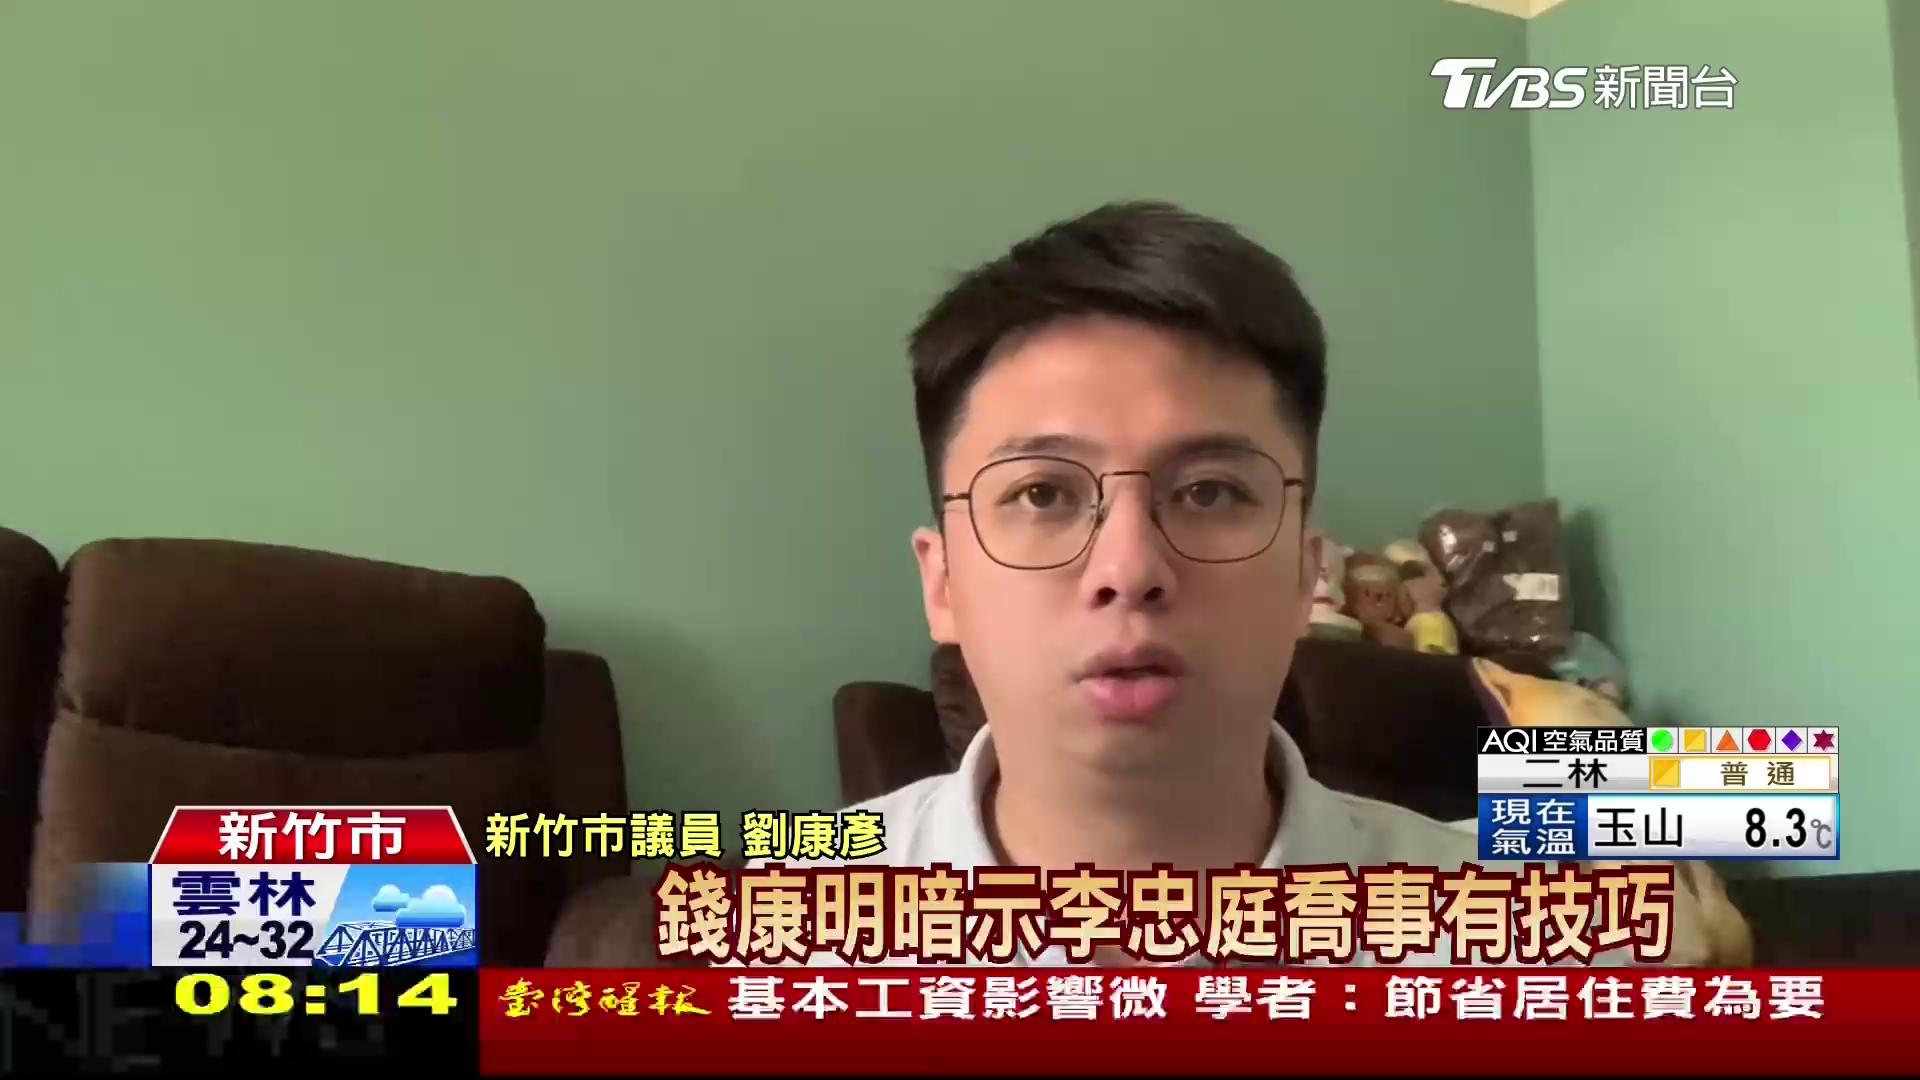 TVBS新聞台
AQI 空氣品質
二林 普通
現在氣溫 玉山 8.3℃
新竹市
新竹市議員 劉康彥
雲林
24~32
錢康明暗示李忠庭喬事有技巧
08:14
臺灣醒報 基本工資影響微 學者：節省居住費為要
NEWS